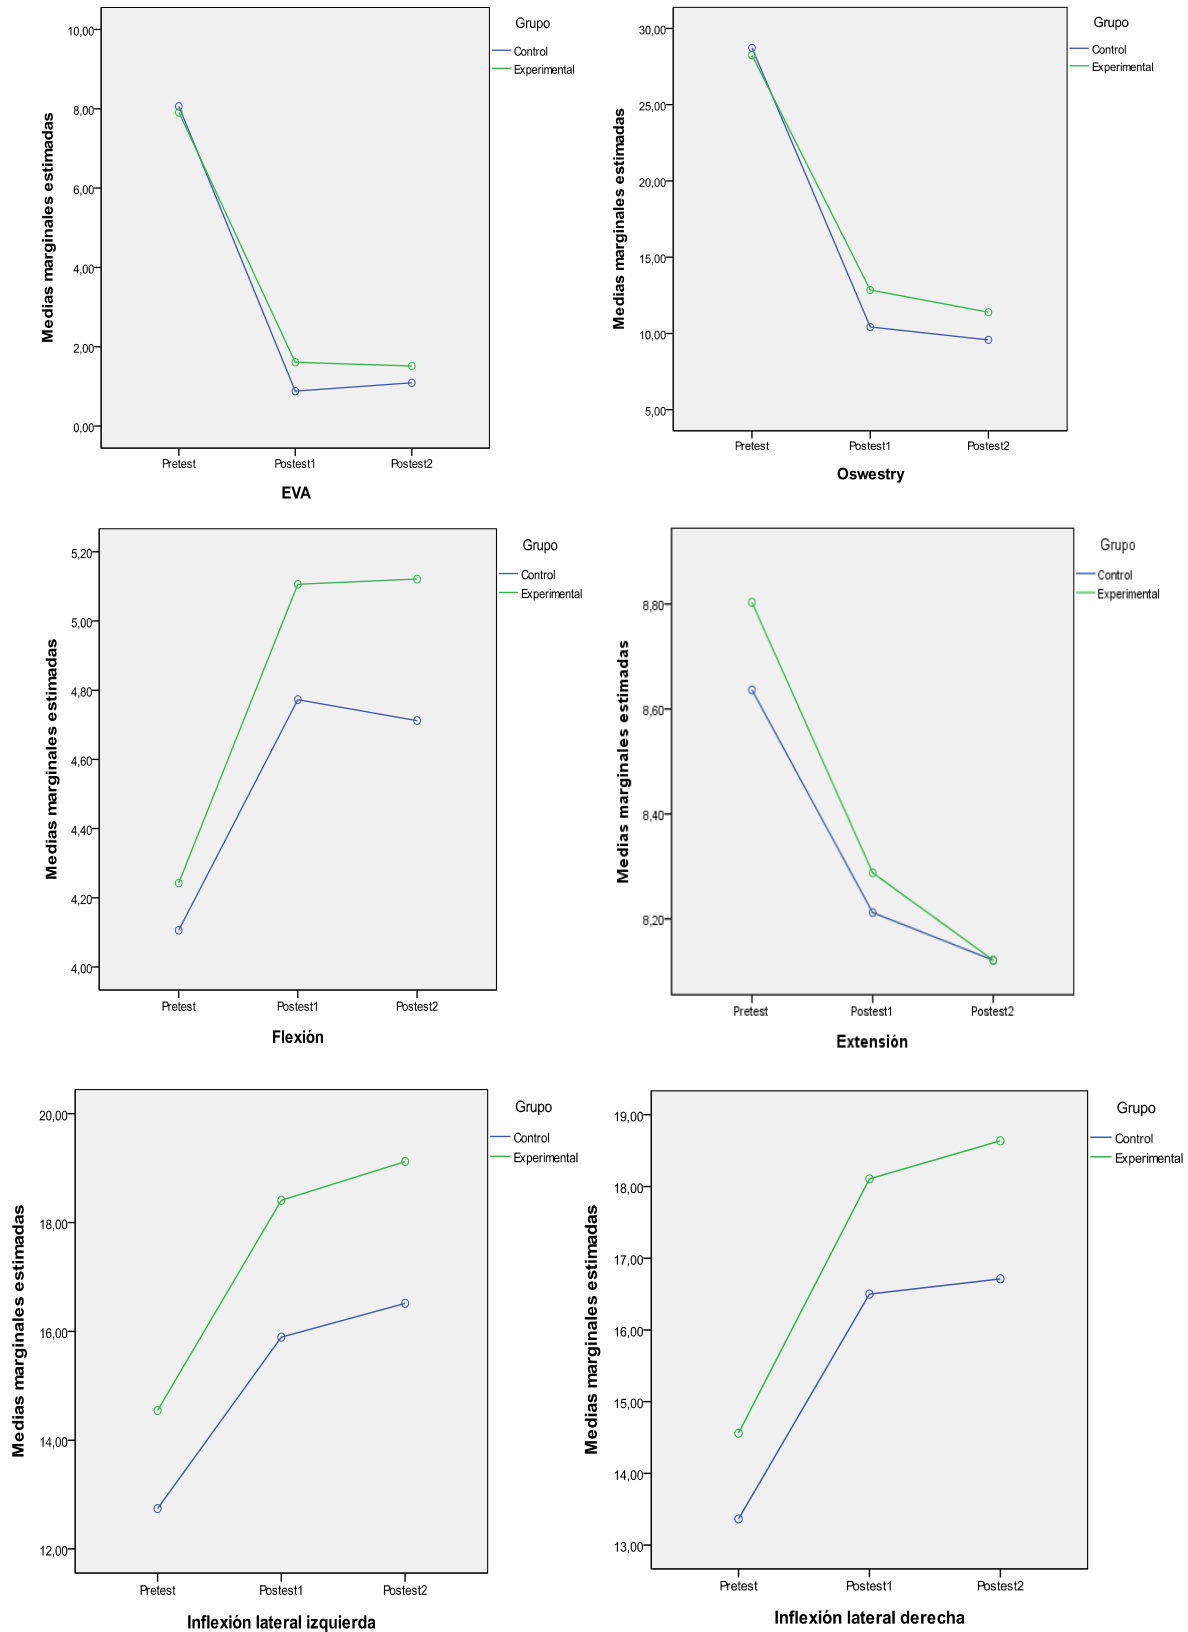 Grupo
Control
Experimental
Medias marginales estimadas
10,00
8,00
6,00
4,00
2,00
0,00
Pretest Postest1 Postest2
EVA
Grupo
Control
Experimental
Medias marginales estimadas
30,00
25,00
20,00
15,00
10,00
5,00
Pretest Postest1 Postest2
Oswestry
Grupo
Control
Experimental
Medias marginales estimadas
5,20
5,00
4,80
4,60
4,40
4,20
4,00
Pretest Postest1 Postest2
Flexión
Grupo
Control
Experimental
Medias marginales estimadas
8,80
8,60
8,40
8,20
Pretest Postest1 Postest2
Extensión
Grupo
Control
Experimental
Medias marginales estimadas
20,00
18,00
16,00
14,00
12,00
Pretest Postest1 Postest2
Inflexión lateral izquierda
Grupo
Control
Experimental
Medias marginales estimadas
19,00
18,00
17,00
16,00
15,00
14,00
13,00
Pretest Postest1 Postest2
Inflexión lateral derecha